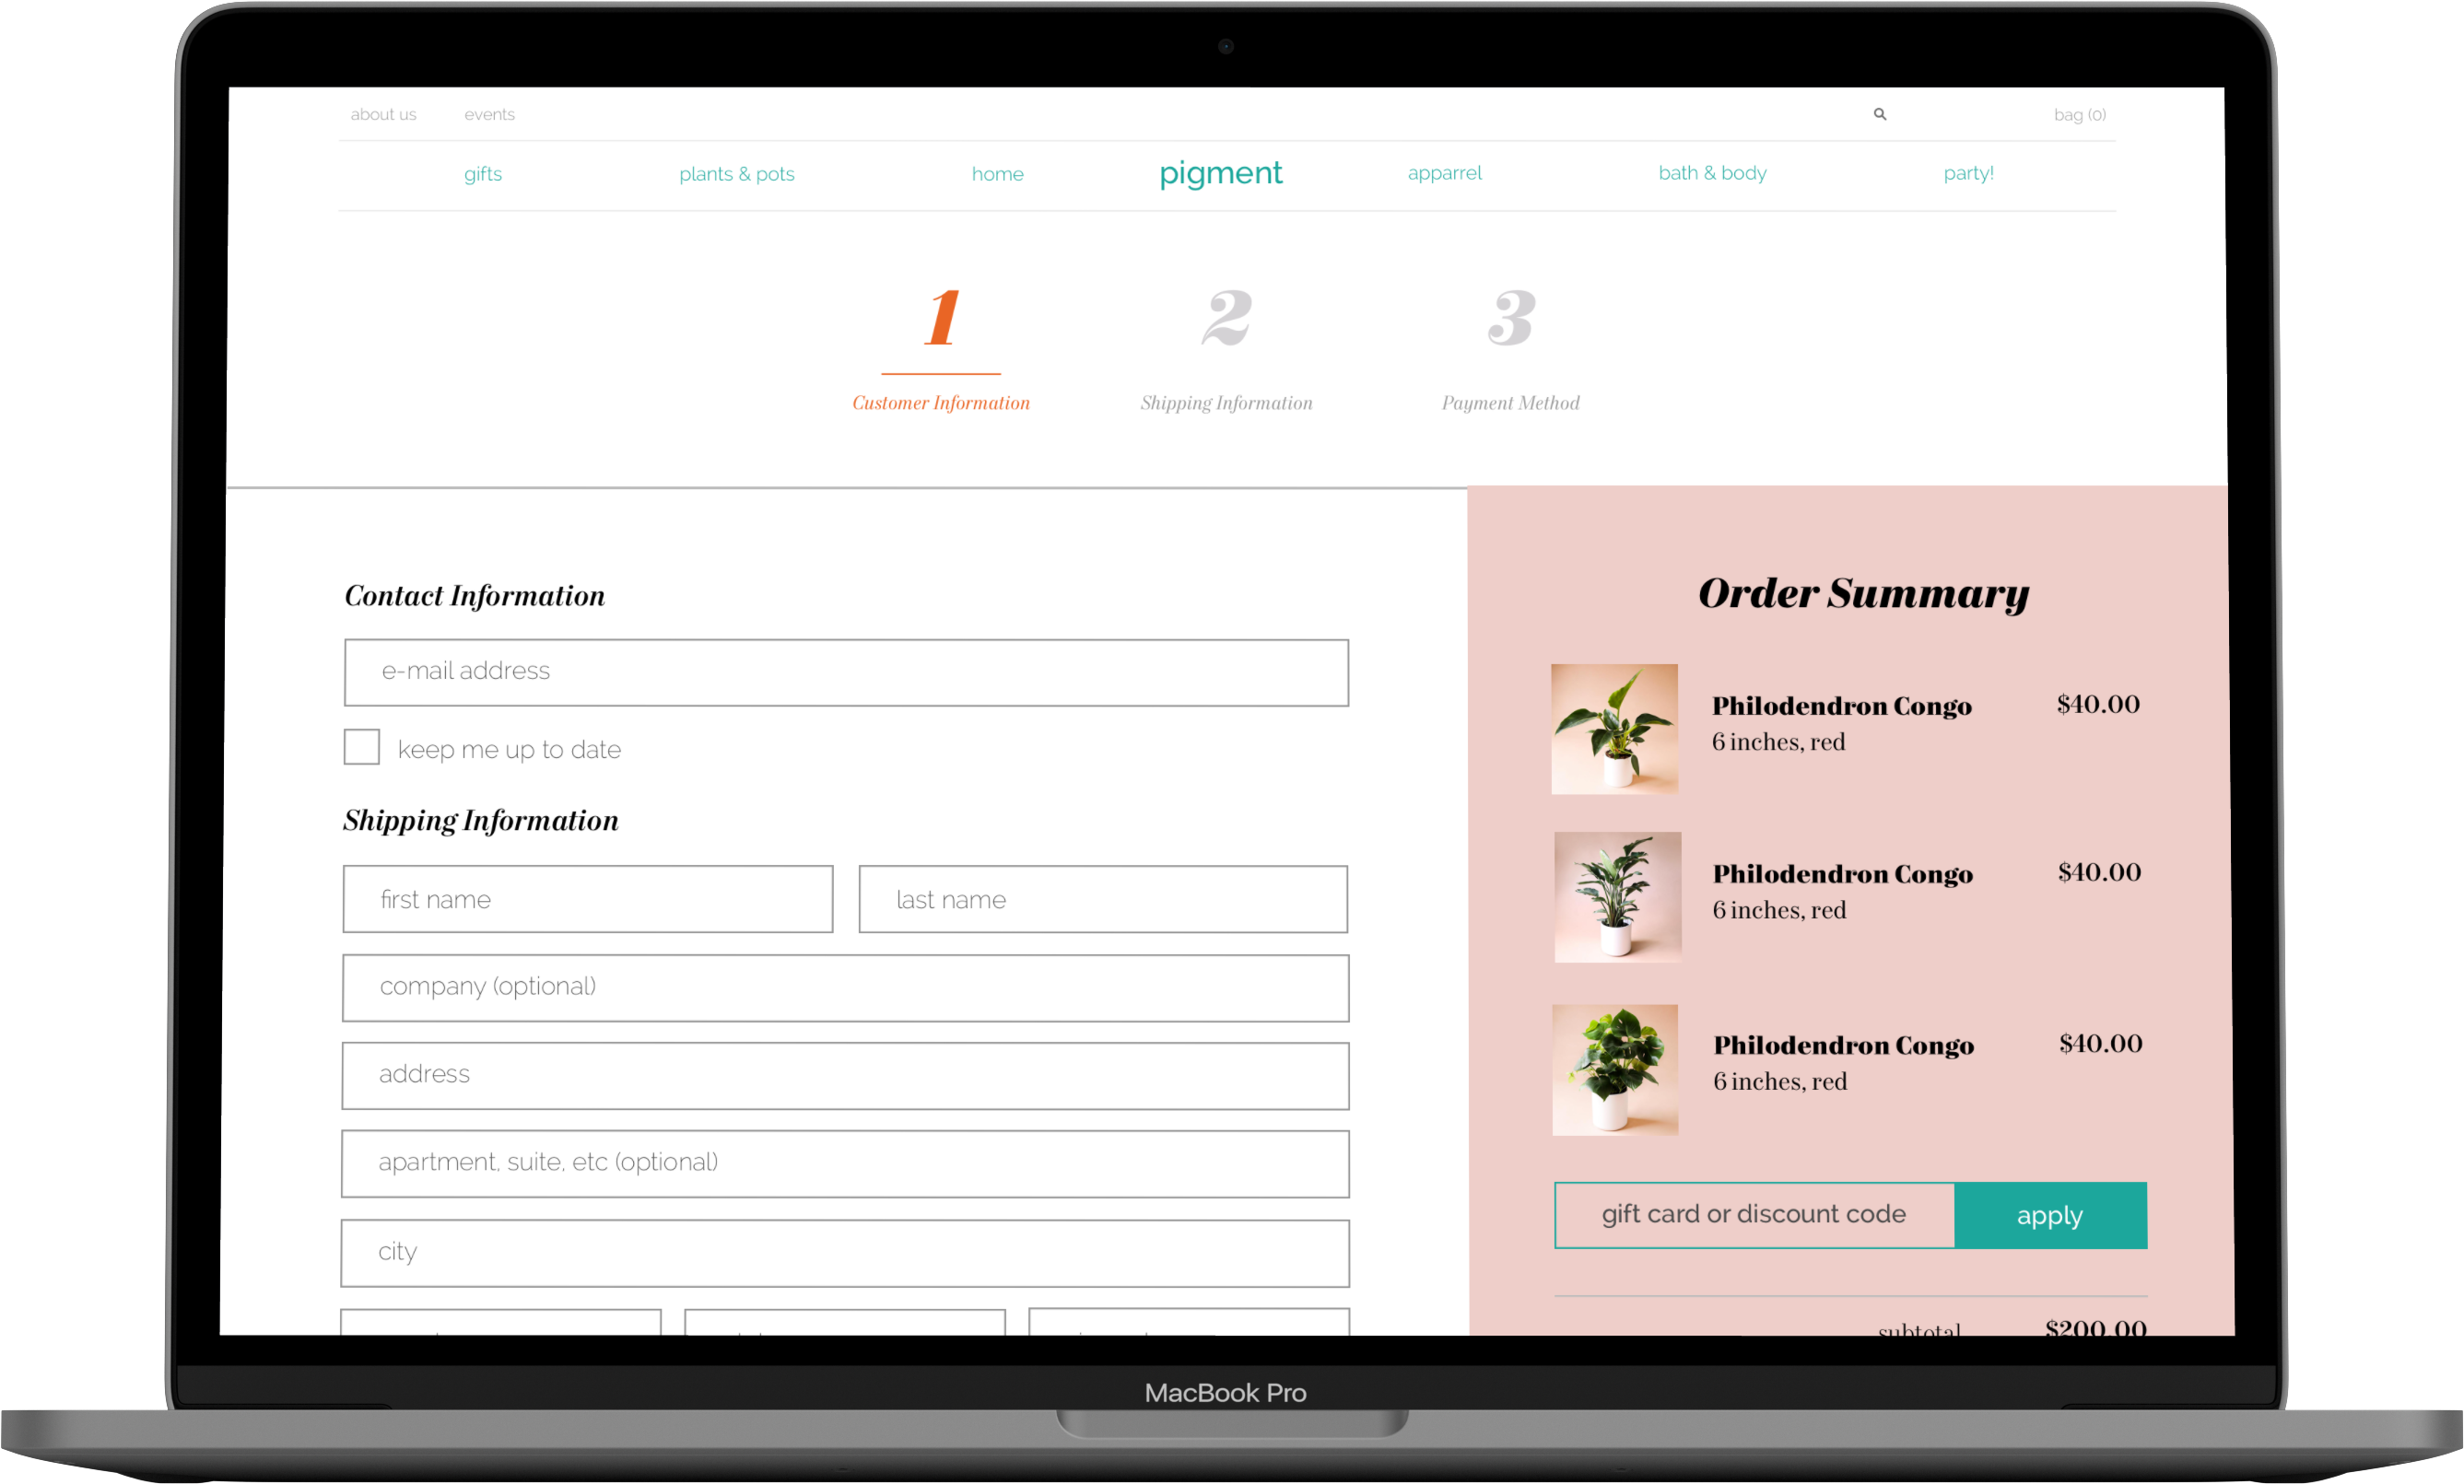 about us events bag (0)
gifts plants & pots home pigment apparel bath & body party!
1 2 3
Customer Information Shipping Information Payment Method
Contact Information
e-mail address
keep me up to date
Shipping Information
first name last name
company (optional)
address
apartment, suite, etc (optional)
city
Order Summary
Philodendron Congo $40.00
6 inches, red
Philodendron Congo $40.00
6 inches, red
Philodendron Congo $40.00
6 inches, red
gift card or discount code apply
subtotal $200.00
MacBook Pro